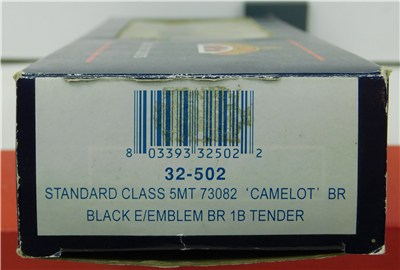 8 03393 32502 2
32-502
STANDARD CLASS 5MT 73082 'CAMELOT' BR
BLACK E/EMBLEM BR 1B TENDER